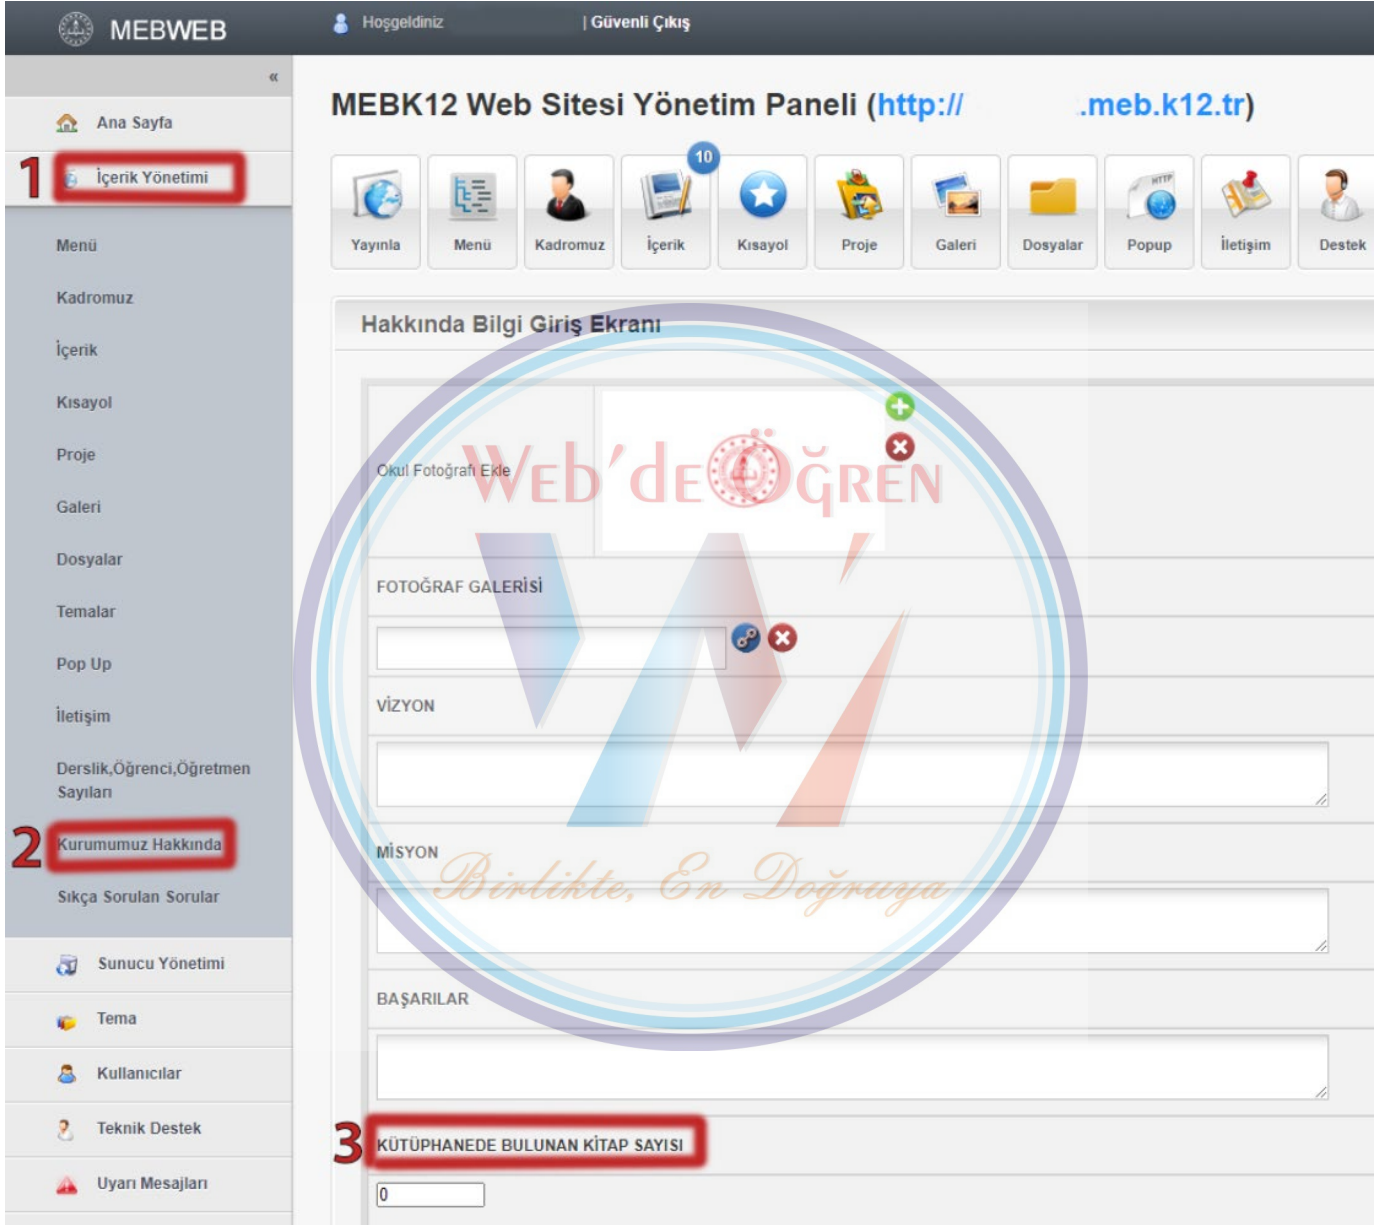 MEBWEB
Hoşgeldiniz | Güvenli Çıkış
«
MEBK12 Web Sitesi Yönetim Paneli (http:// .meb.k12.tr)
Ana Sayfa
1 İçerik Yönetimi
Menü
Kadromuz
İçerik
Kısayol
Proje
Galeri
Dosyalar
Temalar
Pop Up
İletişim
Derslik,Öğrenci,Öğretmen
Sayıları
2 Kurumumuz Hakkında
Sıkça Sorulan Sorular
Sunucu Yönetimi
Tema
Kullanıcılar
Teknik Destek
Uyarı Mesajları
10
HTTP
Yayınla Menü Kadromuz İçerik Kısayol Proje Galeri Dosyalar Popup İletişim Destek
Hakkında Bilgi Giriş Ekranı
Okul Fotoğrafı Ekle
Web'de Öğren
FOTOĞRAF GALERİSİ
VİZYON
MİSYON
Birlikte, En Doğruya
BAŞARILAR
3 KÜTÜPHANEDE BULUNAN KİTAP SAYISI
0